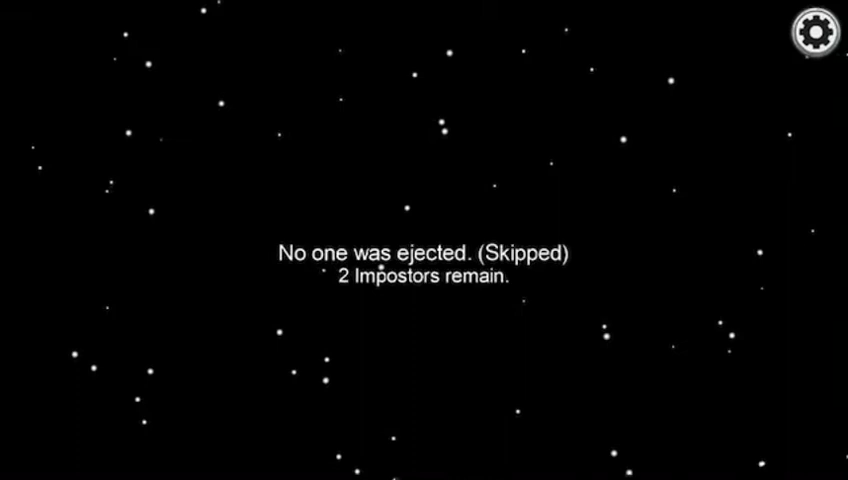 No one was ejected. (Skipped)
2 Impostors remain.